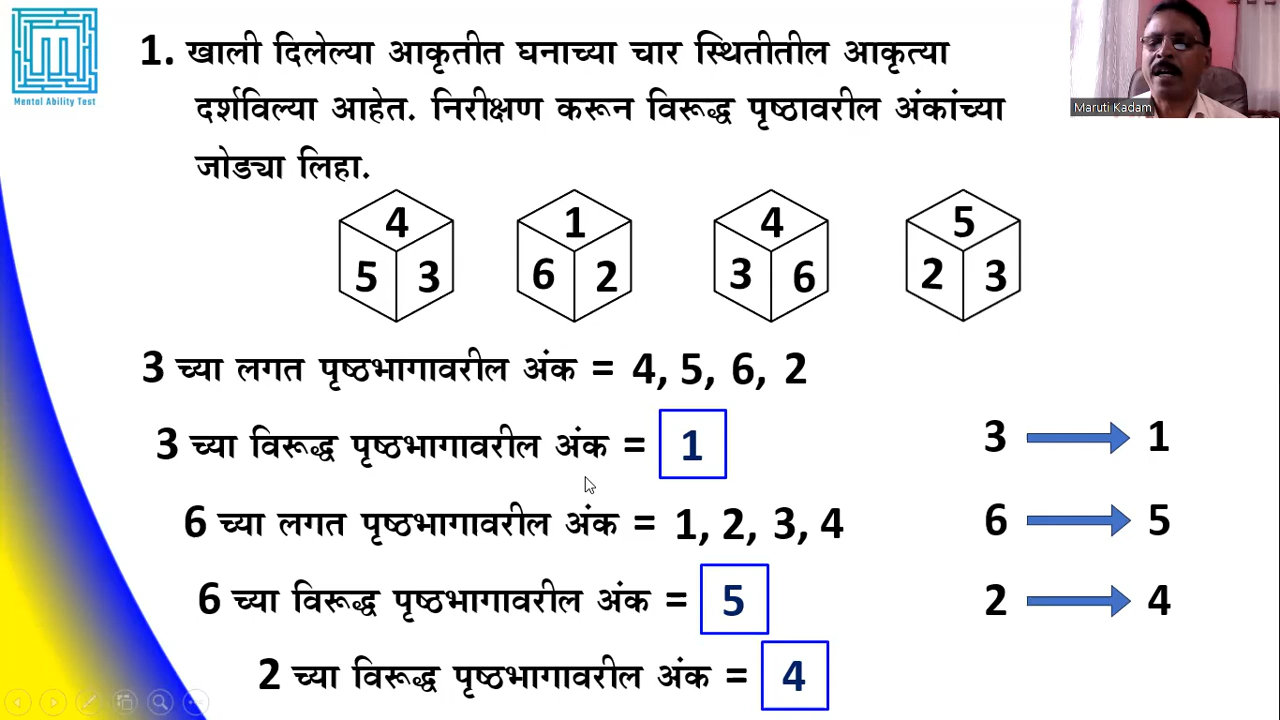 Mental Ability Test
1. खाली दिलेल्या आकृतीत घनाच्या चार स्थितीतील आकृत्या
दर्शविल्या आहेत. निरीक्षण करून विरूद्ध पृष्ठावरील अंकांच्या
जोड्या लिहा.
Maruti Kadam
4 1 4 5
5 3 6 2 3 6 2 3
3 च्या लगत पृष्ठभागावरील अंक = 4, 5, 6, 2
3 च्या विरूद्ध पृष्ठभागावरील अंक = 1
3 1
6 च्या लगत पृष्ठभागावरील अंक = 1, 2, 3, 4
6 5
6 च्या विरूद्ध पृष्ठभागावरील अंक = 5
2 4
2 च्या विरूद्ध पृष्ठभागावरील अंक = 4